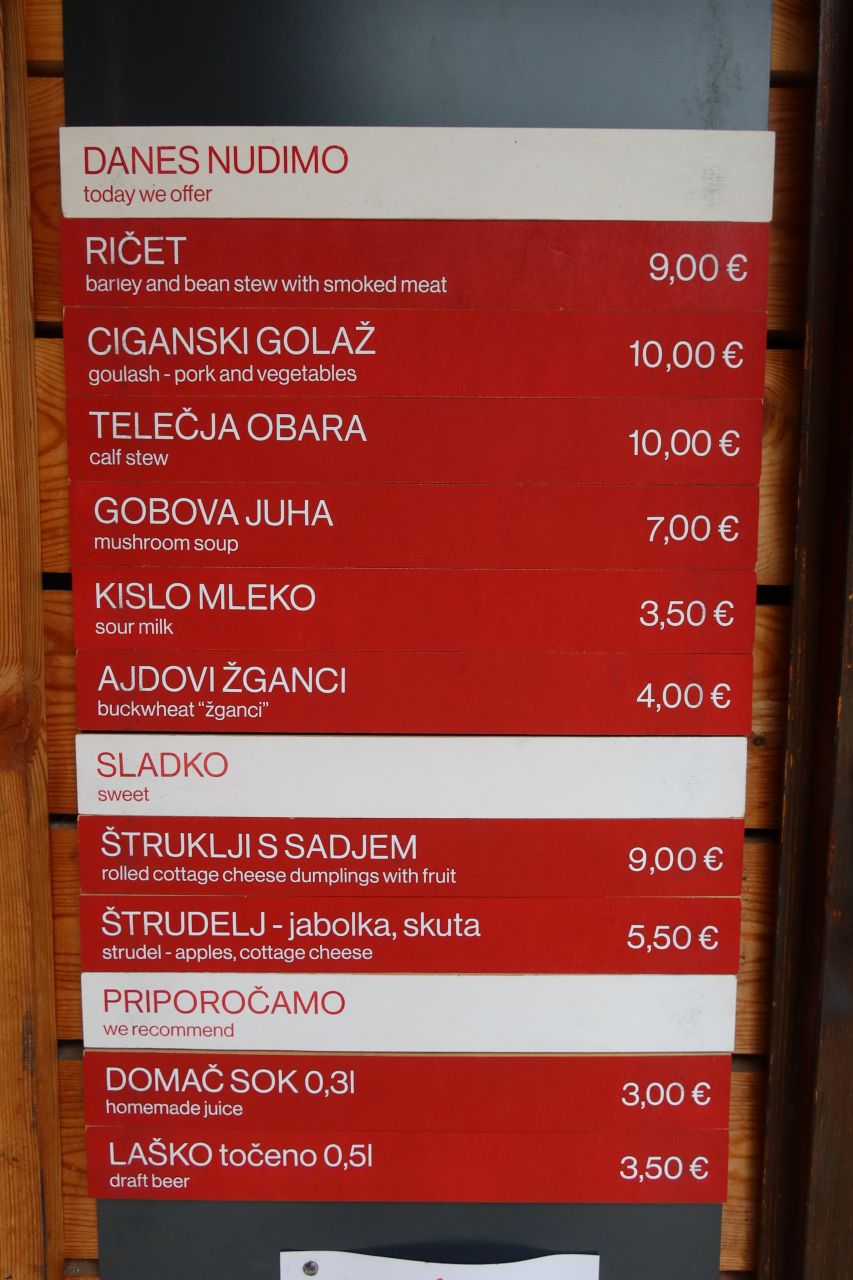 DANES NUDIMO
today we offer
RIČET
barley and bean stew with smoked meat
9,00 €
CIGANSKI GOLAŽ
goulash - pork and vegetables
10,00 €
TELEČJA OBARA
calf stew
10,00 €
GOBOVA JUHA
mushroom soup
7,00 €
KISLO MLEKO
sour milk
3,50 €
AJDOVI ŽGANCI
buckwheat “žganci”
4,00 €
SLADKO
sweet
ŠTRUKLJI S SADJEM
rolled cottage cheese dumplings with fruit
9,00 €
ŠTRUDELJ - jabolka, skuta
strudel - apples, cottage cheese
5,50 €
PRIPOROČAMO
we recommend
DOMAČ SOK 0,3l
homemade juice
3,00 €
LAŠKO točeno 0,5l
draft beer
3,50 €